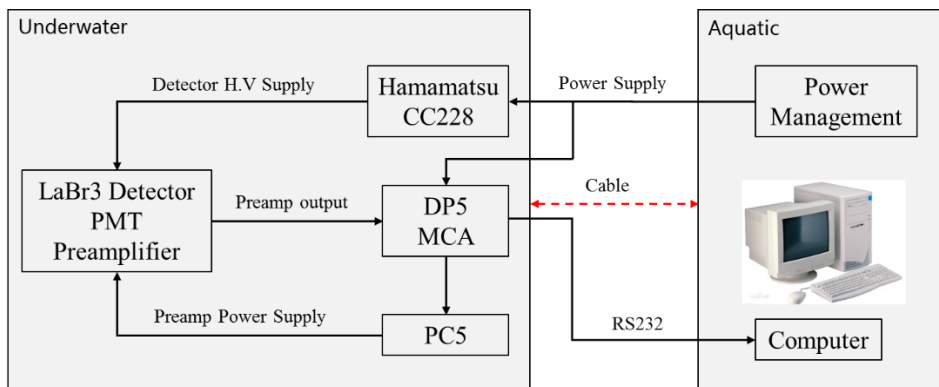 Underwater
Aquatic
Detector H.V Supply
Hamamatsu
CC228
Power Supply
Power
Management
LaBr3 Detector
PMT
Preamplifier
Preamp output
DP5
MCA
Cable
Preamp Power Supply
PC5
RS232
Computer